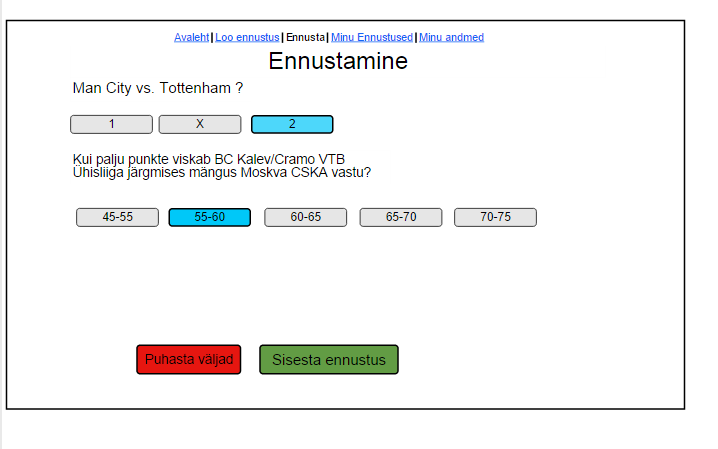 Avaleht | Loo ennustus | Ennusta | Minu Ennustused | Minu andmed
Ennustamine
Man City vs. Tottenham ?
1 X 2
Kui palju punkte viskab BC Kalev/Cramo VTB
Ühisliiga järgmises mängus Moskva CSKA vastu?
45-55 55-60 60-65 65-70 70-75
Puhasta väljad Sisesta ennustus